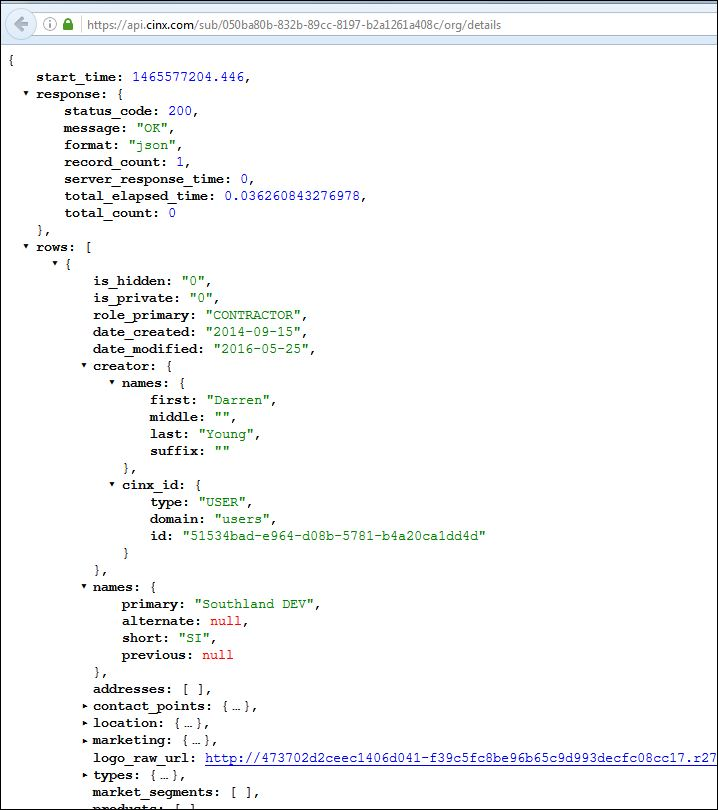 https://api.cinx.com/sub/050ba80b-832b-89cc-8197-b2a1261a408c/org/details
{
start_time: 1465577204.446,
response: {
status_code: 200,
message: "OK",
format: "json",
record_count: 1,
server_response_time: 0,
total_elapsed_time: 0.036260843276978,
total_count: 0
},
rows: [
{
is_hidden: "0",
is_private: "0",
role_primary: "CONTRACTOR",
date_created: "2014-09-15",
date_modified: "2016-05-25",
creator: {
names: {
first: "Darren",
middle: "",
last: "Young",
suffix: ""
},
cinx_id: {
type: "USER",
domain: "users",
id: "51534bad-e964-d08b-5781-b4a20ca1dd4d"
}
},
names: {
primary: "Southland DEV",
alternate: null,
short: "SI",
previous: null
},
addresses: [ ],
contact_points: {…},
location: {…},
marketing: {…},
logo_raw_url: http://473702d2ceec1406d041-f39c5fc8be96b65c9d993decfc08cc17.r27
types: {…},
market_segments: [ ],
products: [ ]